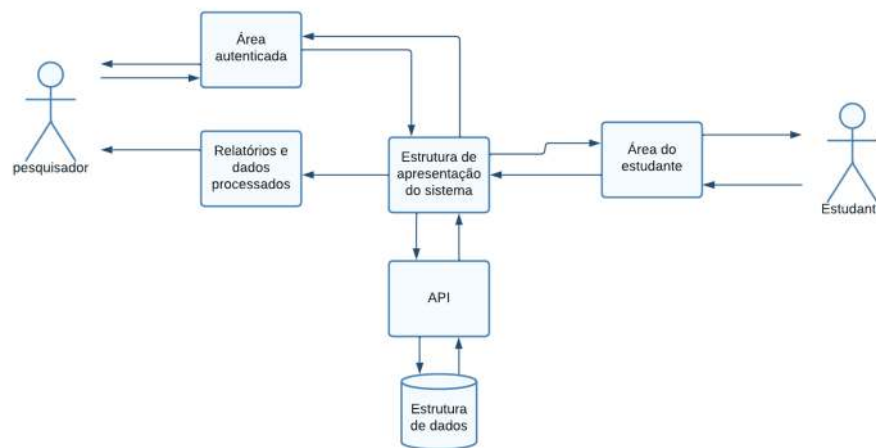 Área
autenticada
pesquisador
Relatórios e
dados
processados
Estrutura de
apresentação
do sistema
Área do
estudante
Estudant
API
Estrutura
de dados